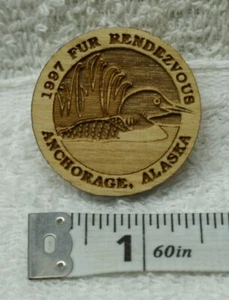 1997 FUR RENDEZVOUS
ANCHORAGE, ALASKA
1 60in